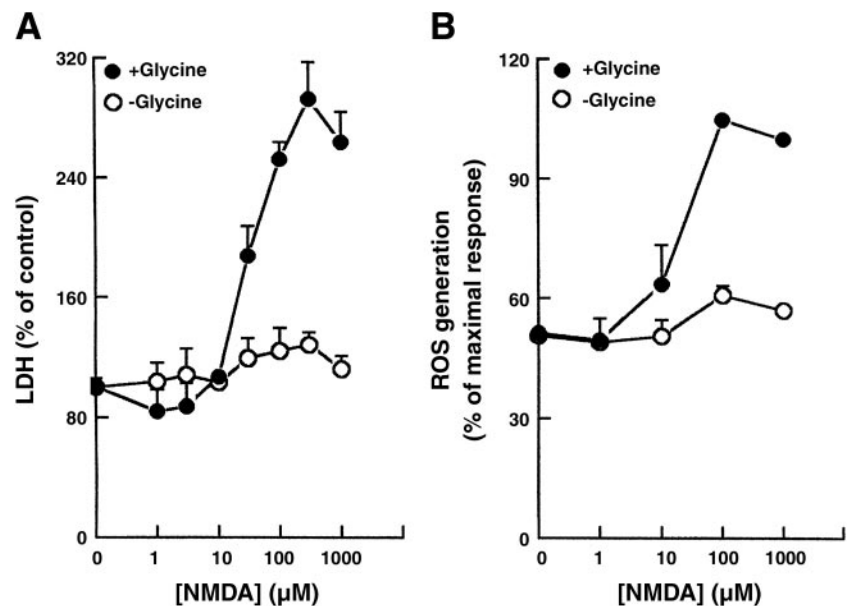 A
320
+Glycine
-Glycine
240
160
80
0
LDH (% of control)
0 1 10 100 1000
[NMDA] (µM)
B
120
+Glycine
-Glycine
90
60
30
0
ROS generation
(% of maximal response)
0 1 10 100 1000
[NMDA] (µM)